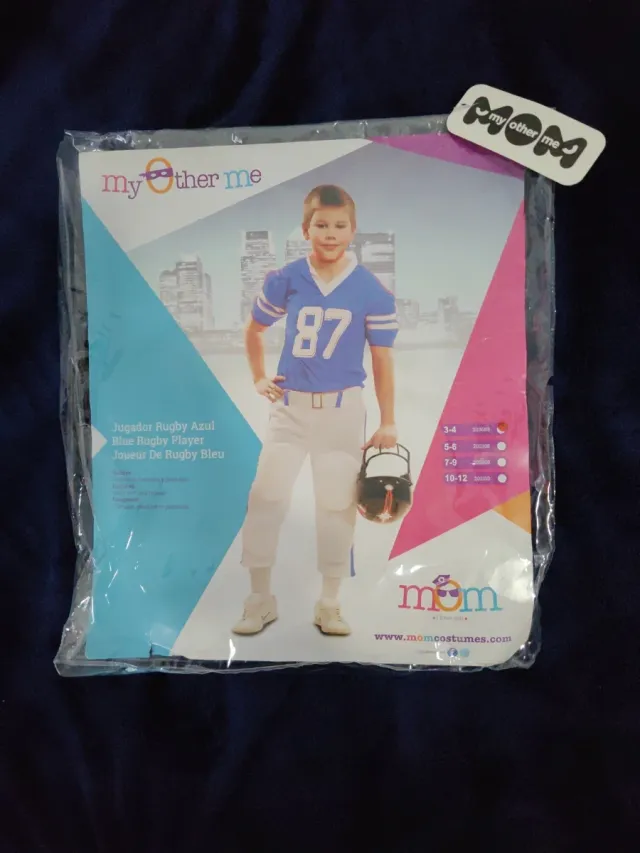 MOM
my other me
my Other me
87
Jugador Rugby Azul
Blue Rugby Player
Joueur De Rugby Bleu
3-4
5-6
7-9
10-12
mOm
www.momcostumes.com